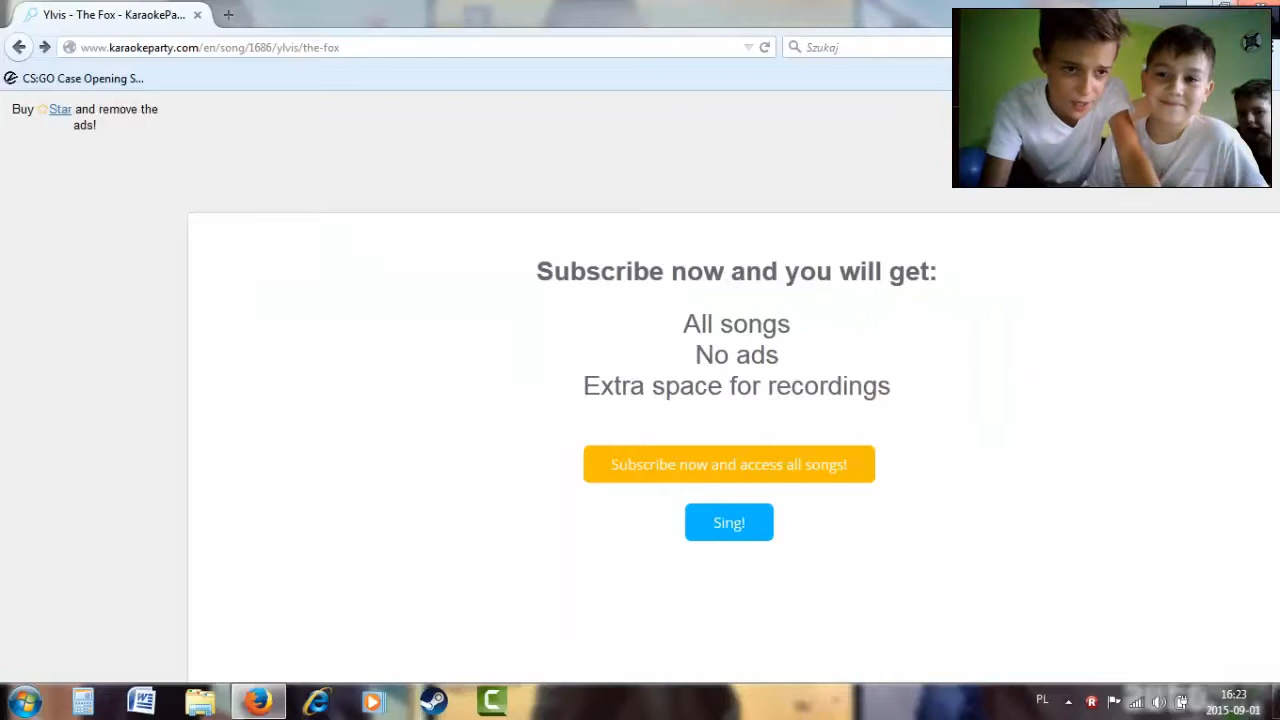 Ylvis - The Fox - KaraokePa...
www.karaokeparty.com/en/song/1686/ylvis/the-fox
Szukaj
CS:GO Case Opening S...
Buy Star and remove the
ads!
Subscribe now and you will get:
All songs
No ads
Extra space for recordings
Subscribe now and access all songs!
Sing!
PL
16:23
2015-09-01